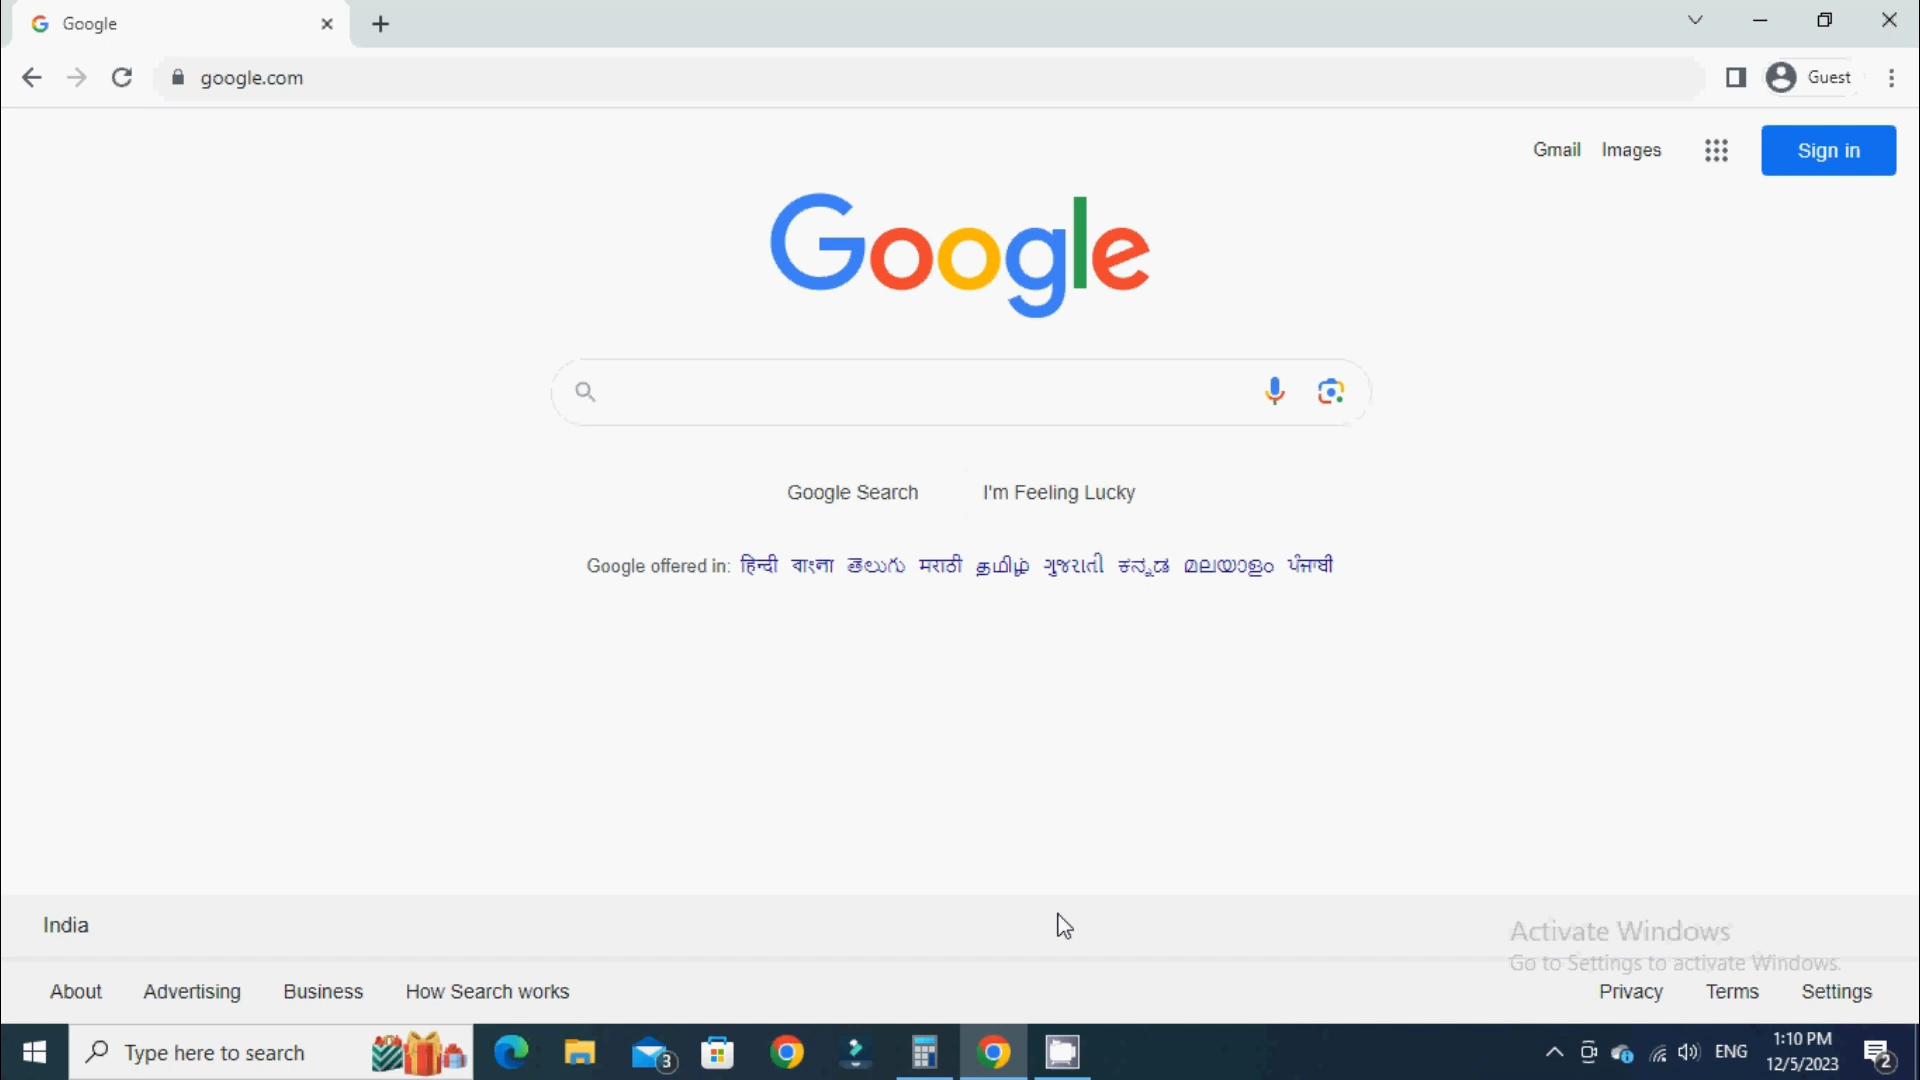 Google
google.com
Guest
Gmail Images
Sign in
Google
Google Search I'm Feeling Lucky
Google offered in: हिन्दी বাংলা తెలుగు मराठी தமிழ் ગુજરાતી ಕನ್ನಡ മലയാളം ਪੰਜਾਬੀ
India
Activate Windows
Go to Settings to activate Windows.
About Advertising Business How Search works
Privacy Terms Settings
Type here to search
3
ENG
1:10 PM
12/5/2023
2